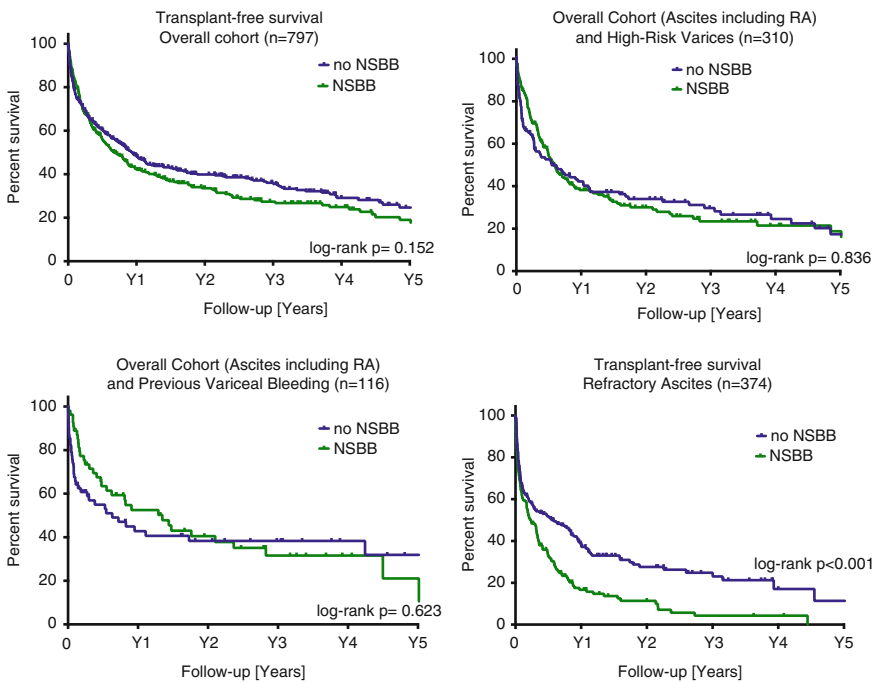 Transplant-free survival
Overall cohort (n=797)
100
80
60
40
20
0
Percent survival
no NSBB
NSBB
log-rank p= 0.152
0 Y1 Y2 Y3 Y4 Y5
Follow-up [Years]
Overall Cohort (Ascites including RA)
and High-Risk Varices (n=310)
100
80
60
40
20
0
Percent survival
no NSBB
NSBB
log-rank p= 0.836
0 Y1 Y2 Y3 Y4 Y5
Follow-up [Years]
Overall Cohort (Ascites including RA)
and Previous Variceal Bleeding (n=116)
100
80
60
40
20
0
Percent survival
no NSBB
NSBB
log-rank p= 0.623
0 Y1 Y2 Y3 Y4 Y5
Follow-up [Years]
Transplant-free survival
Refractory Ascites (n=374)
100
80
60
40
20
0
Percent survival
no NSBB
NSBB
log-rank p<0.001
0 Y1 Y2 Y3 Y4 Y5
Follow-up [Years]